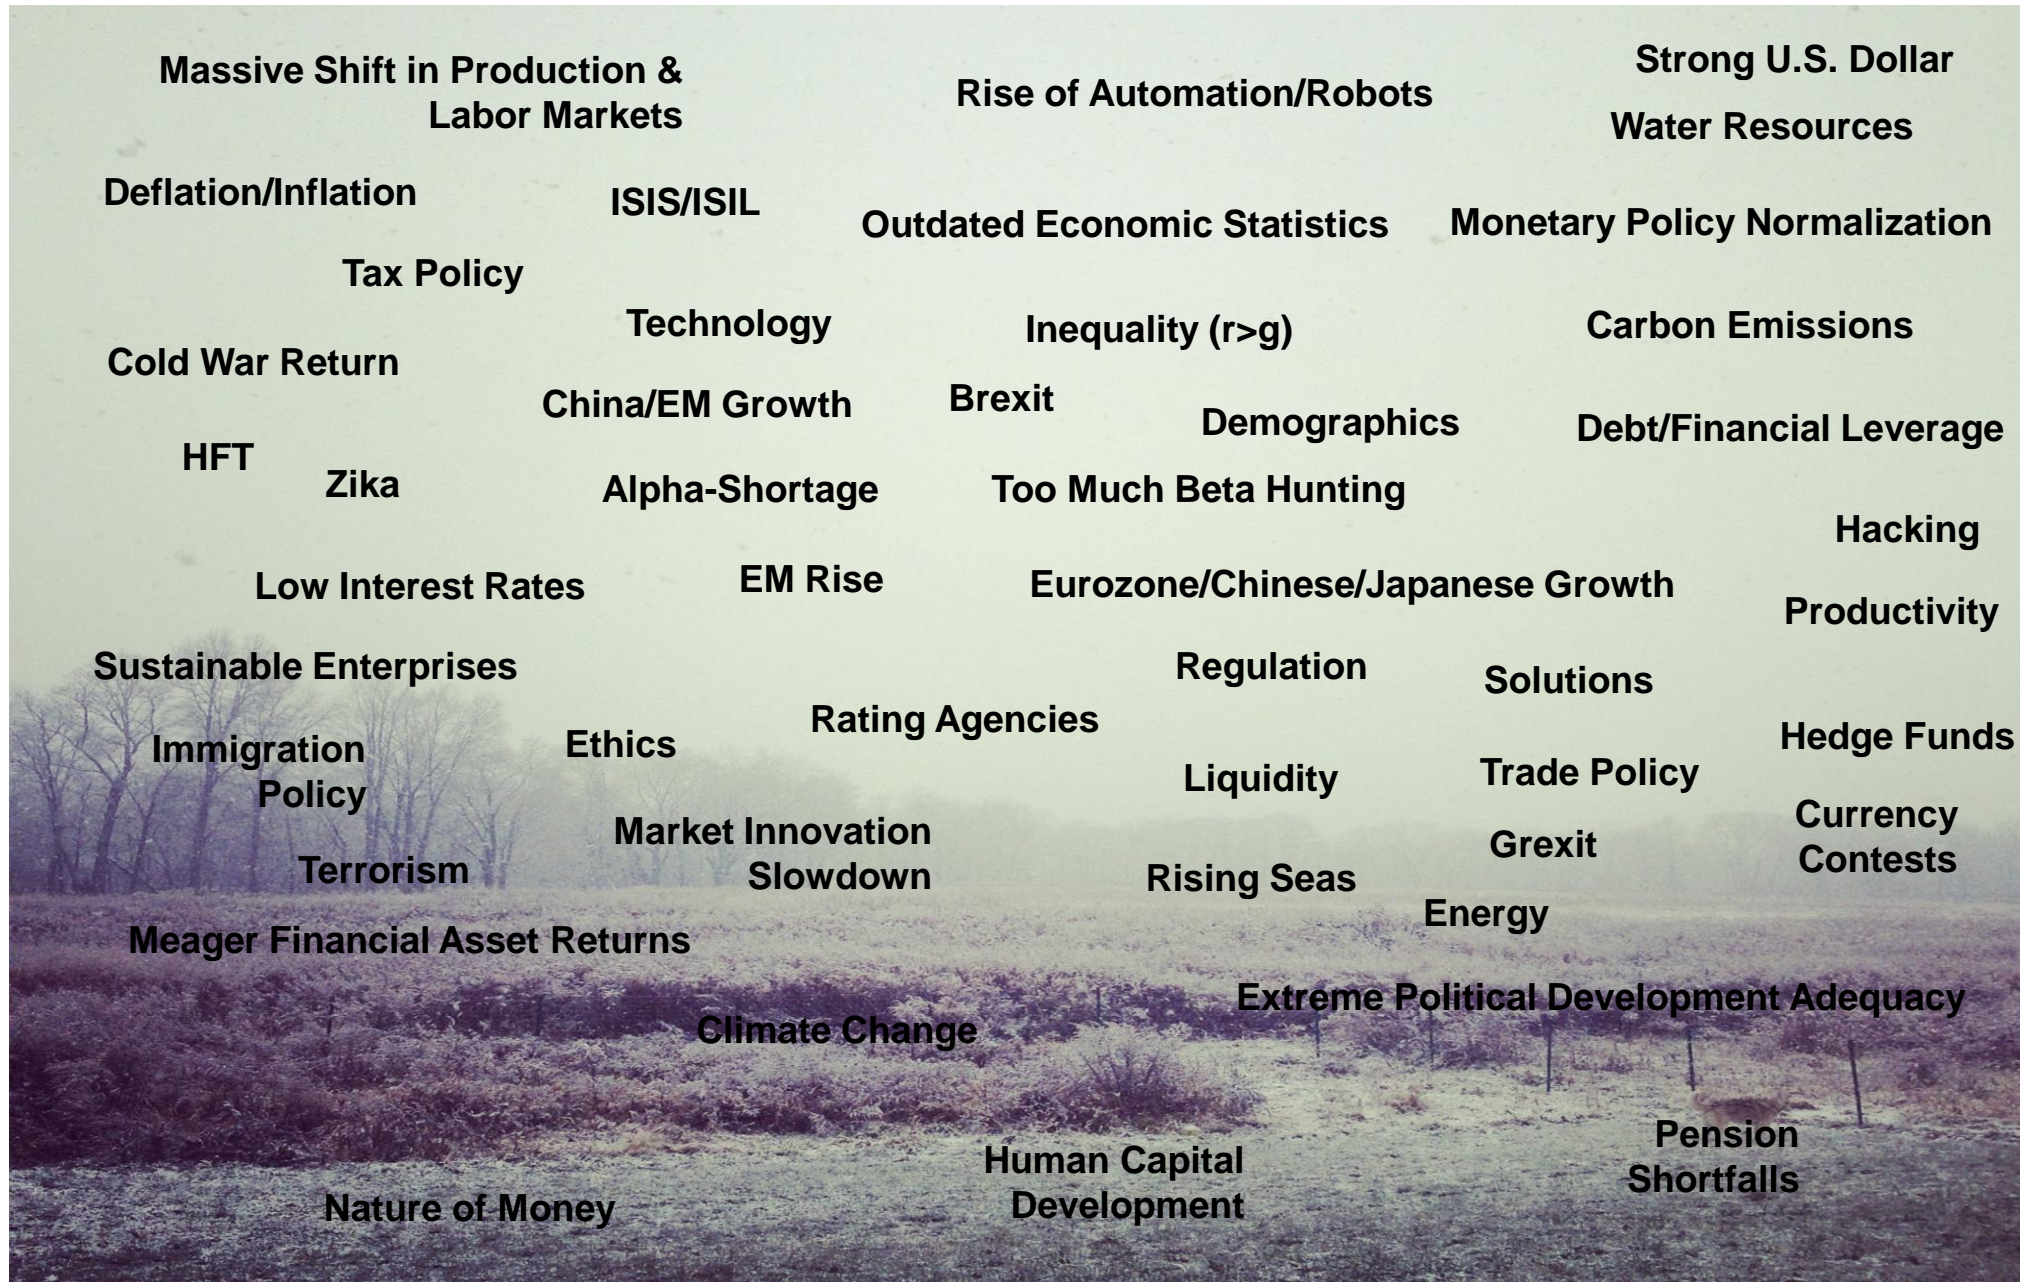 Massive Shift in Production &
Labor Markets
Rise of Automation/Robots
Strong U.S. Dollar
Water Resources
Deflation/Inflation
ISIS/ISIL
Outdated Economic Statistics
Monetary Policy Normalization
Tax Policy
Technology
Inequality (r>g)
Carbon Emissions
Cold War Return
China/EM Growth
Brexit
Demographics
Debt/Financial Leverage
HFT
Zika
Alpha-Shortage
Too Much Beta Hunting
Hacking
Low Interest Rates
EM Rise
Eurozone/Chinese/Japanese Growth
Productivity
Sustainable Enterprises
Regulation
Solutions
Rating Agencies
Immigration
Policy
Ethics
Hedge Funds
Liquidity
Trade Policy
Market Innovation
Slowdown
Currency
Contests
Grexit
Terrorism
Rising Seas
Energy
Meager Financial Asset Returns
Extreme Political Development Adequacy
Climate Change
Pension
Shortfalls
Human Capital
Development
Nature of Money